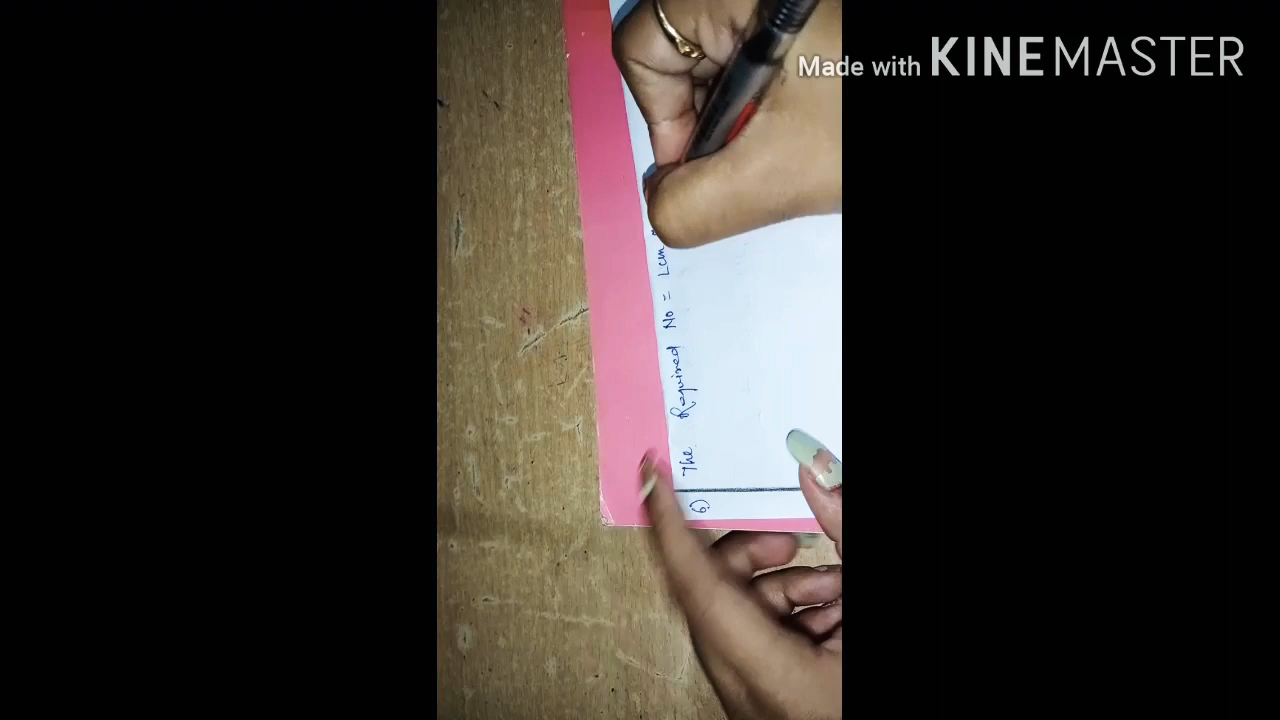 Made with KINEMASTER
6) The Required No = Lcm